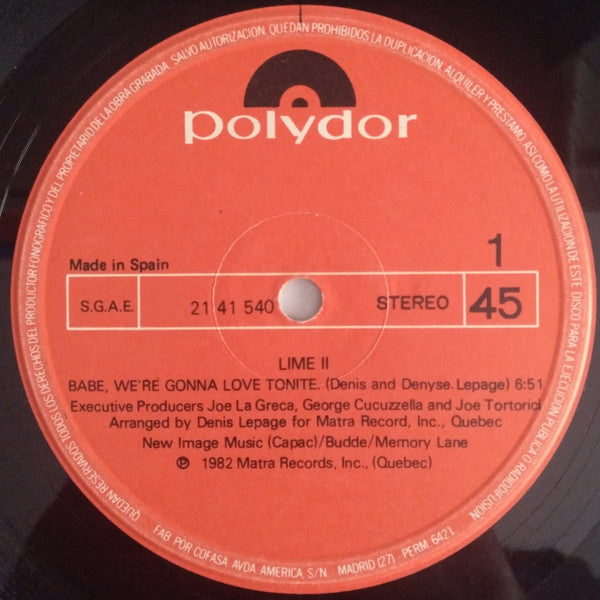 QUEDAN RESERVADOS TODOS LOS DERECHOS DEL PRODUCTOR FONOGRAFICO Y DEL PROPIETARIO DE LA OBRA GRABADA. SALVO AUTORIZACION, QUEDAN PROHIBIDOS LA DUPLICACION, ALQUILER Y PRESTAMO, ASI COMO LA UTILIZACION DE ESTE DISCO PARA LA EJECUCION PUBLICA O RADIODIFUSION.
polydor
Made in Spain
1
S.G.A.E.
21 41 540
STEREO
45
LIME II
BABE, WE'RE GONNA LOVE TONITE. (Denis and Denyse Lepage) 6:51
Executive Producers Joe La Greca, George Cucuzzella and Joe Tortorici
Arranged by Denis Lepage for Matra Record, Inc., Quebec
New Image Music (Capac)/Budde/Memory Lane
℗ 1982 Matra Records, Inc., (Quebec)
FAB. POR COFASA AVDA AMERICA, S/N - MADRID (27) - PERM 6421